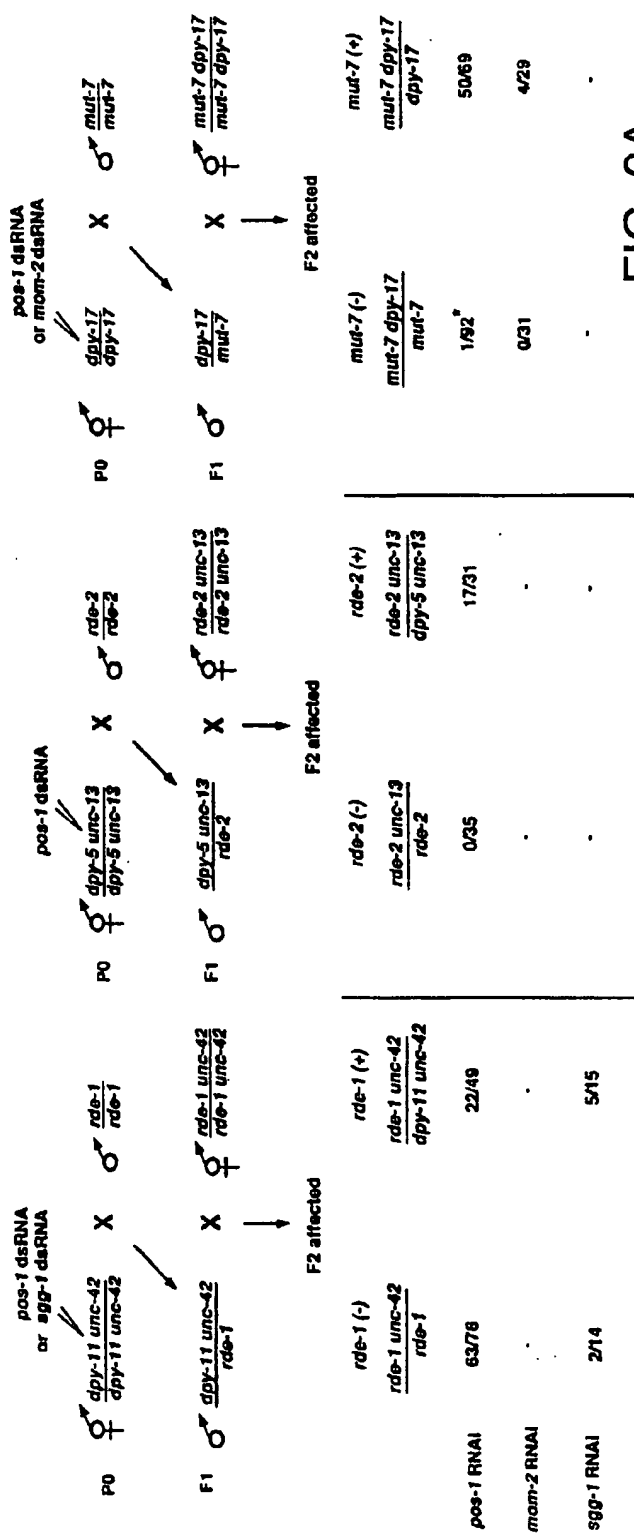 pos-1 dsRNA
or sgg-1 dsRNA
P0 dpy-11 unc-42 X rde-1
dpy-11 unc-42 rde-1
F1 dpy-11 unc-42 X rde-1 unc-42
rde-1 rde-1 unc-42
F2 affected
pos-1 dsRNA
P0 dpy-5 unc-13 X rde-2
dpy-5 unc-13 rde-2
F1 dpy-5 unc-13 X rde-2 unc-13
rde-2 rde-2 unc-13
F2 affected
pos-1 dsRNA
or mom-2 dsRNA
P0 dpy-17 X mut-7
dpy-17 mut-7
F1 dpy-17 X mut-7 dpy-17
mut-7 mut-7 dpy-17
F2 affected
rde-1 (-) rde-1 (+) rde-2 (-) rde-2 (+) mut-7 (-) mut-7 (+)
rde-1 unc-42 rde-1 unc-42 rde-2 unc-13 rde-2 unc-13 mut-7 dpy-17 mut-7 dpy-17
rde-1 dpy-11 unc-42 rde-2 dpy-5 unc-13 mut-7 dpy-17
pos-1 RNAi 63/76 22/49 0/35 17/31 1/92* 50/69
mom-2 RNAi - - - - 0/31 4/29
sgg-1 RNAi 2/14 5/15 - - - -